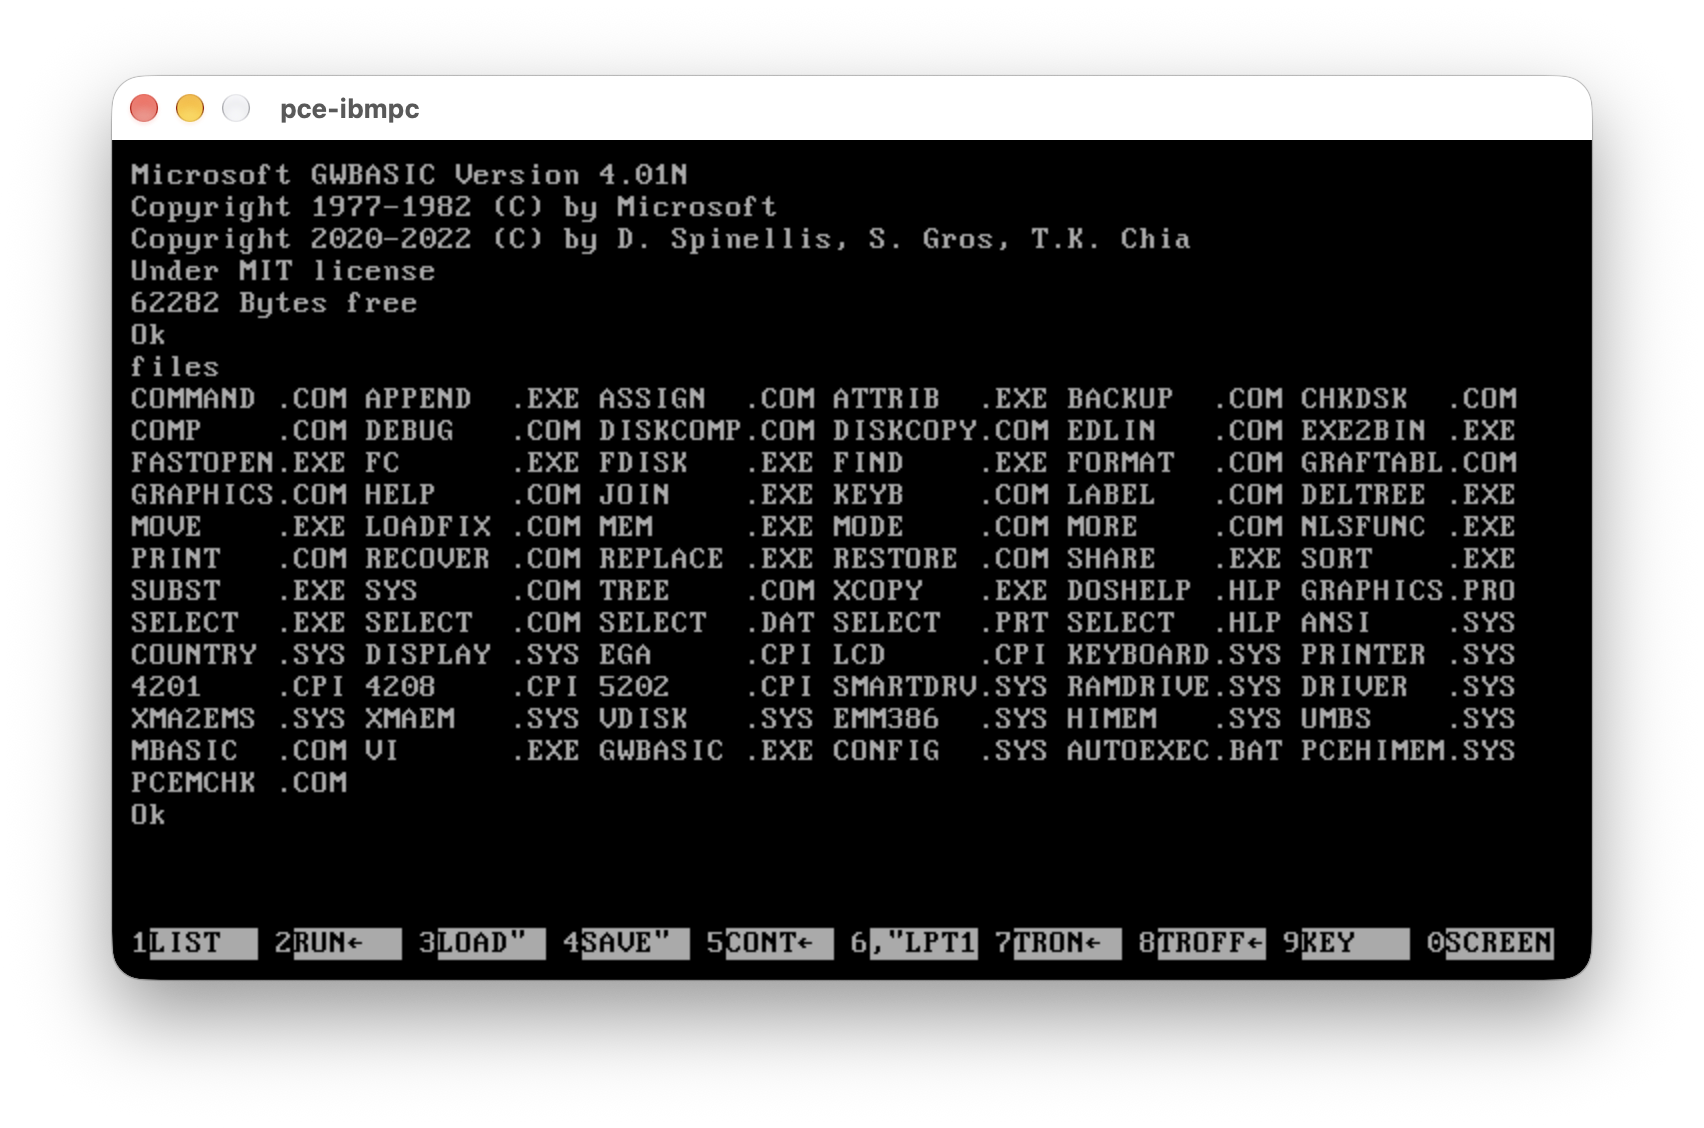 pce-ibmpc
Microsoft GWBASIC Version 4.01N
Copyright 1977-1982 (C) by Microsoft
Copyright 2020-2022 (C) by D. Spinellis, S. Gros, T.K. Chia
Under MIT license
62282 Bytes free
Ok
files
COMMAND .COM APPEND  .EXE ASSIGN  .COM ATTRIB  .EXE BACKUP  .COM CHKDSK  .COM
COMP    .COM DEBUG   .COM DISKCOMP.COM DISKCOPY.COM EDLIN   .COM EXE2BIN .EXE
FASTOPEN.EXE FC      .EXE FDISK   .EXE FIND    .EXE FORMAT  .COM GRAFTABL.COM
GRAPHICS.COM HELP    .COM JOIN    .EXE KEYB    .COM LABEL   .COM DELTREE .EXE
MOVE    .EXE LOADFIX .COM MEM     .EXE MODE    .COM MORE    .COM NLSFUNC .EXE
PRINT   .COM RECOVER .COM REPLACE .EXE RESTORE .COM SHARE   .EXE SORT    .EXE
SUBST   .EXE SYS     .COM TREE    .COM XCOPY   .EXE DOSHELP .HLP GRAPHICS.PRO
SELECT  .EXE SELECT  .COM SELECT  .DAT SELECT  .PRT SELECT  .HLP ANSI    .SYS
COUNTRY .SYS DISPLAY .SYS EGA     .CPI LCD     .CPI KEYBOARD.SYS PRINTER .SYS
4201    .CPI 4208    .CPI 5202    .CPI SMARTDRV.SYS RAMDRIVE.SYS DRIVER  .SYS
XMA2EMS .SYS XMAEM   .SYS VDISK   .SYS EMM386  .SYS HIMEM   .SYS UMBS    .SYS
MBASIC  .COM VI      .EXE GWBASIC .EXE CONFIG  .SYS AUTOEXEC.BAT PCEHIMEM.SYS
PCEMCHK .COM
Ok
1LIST   2RUN←   3LOAD"  4SAVE"  5CONT←  6,"LPT1 7TRON←  8TROFF← 9KEY    0SCREEN